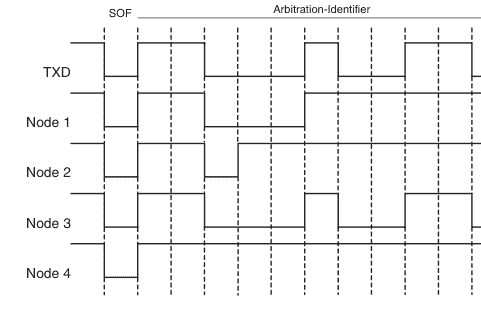 SOF
Arbitration-Identifier
TXD
Node 1
Node 2
Node 3
Node 4